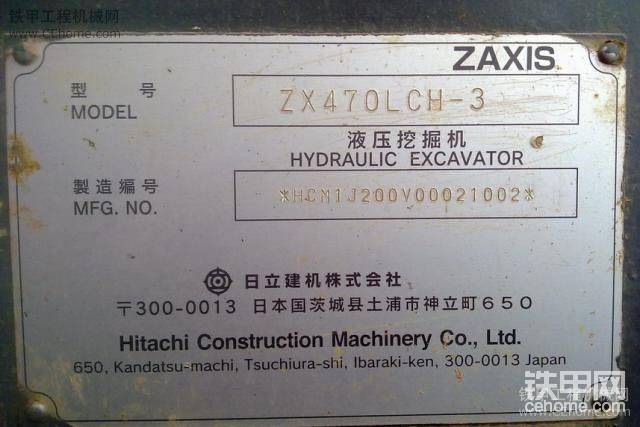 铁甲工程机械网
www.CEhome.com
ZAXIS
型 号
MODEL
ZX470LCH-3
液压挖掘机
HYDRAULIC EXCAVATOR
製造編号
MFG. NO.
*HCM1J200V00021002*
日立建机株式会社
〒300-0013 日本国茨城县土浦市神立町650
Hitachi Construction Machinery Co., Ltd.
650, Kandatsu-machi, Tsuchiura-shi, Ibaraki-ken, 300-0013 Japan
铁甲网
cehome.com